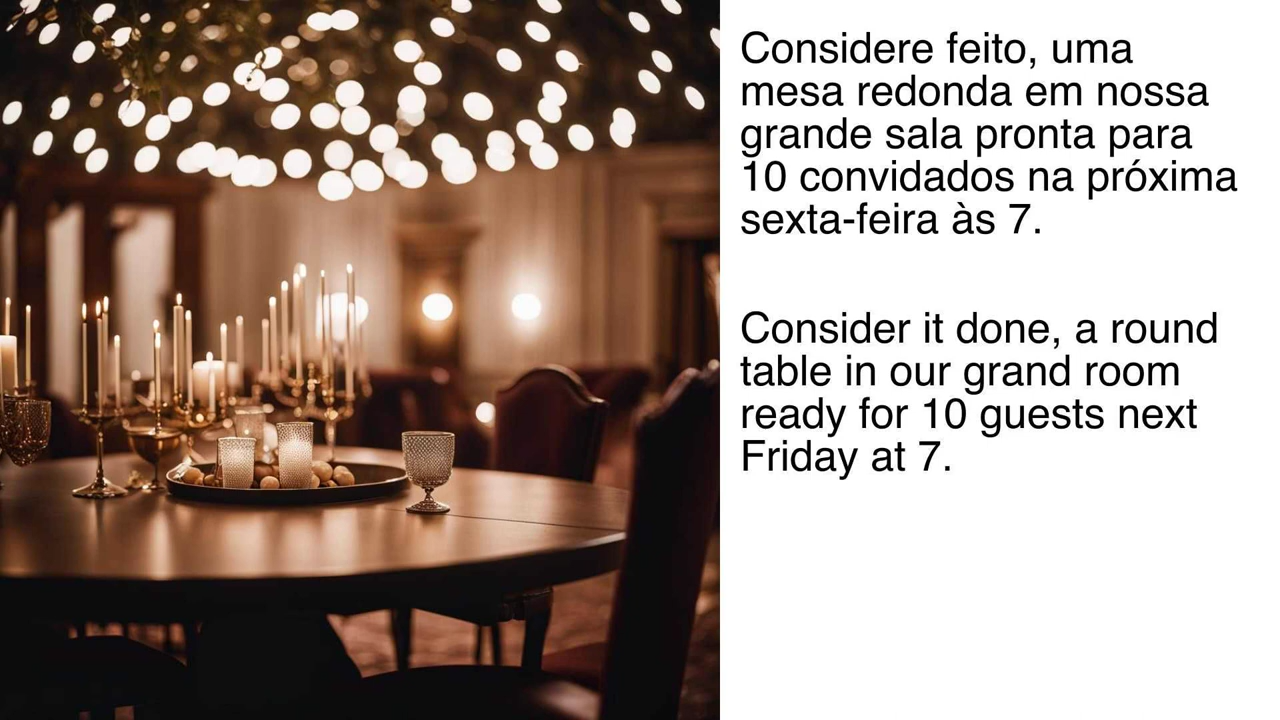 Considere feito, uma
mesa redonda em nossa
grande sala pronta para
10 convidados na próxima
sexta-feira às 7.
Consider it done, a round
table in our grand room
ready for 10 guests next
Friday at 7.